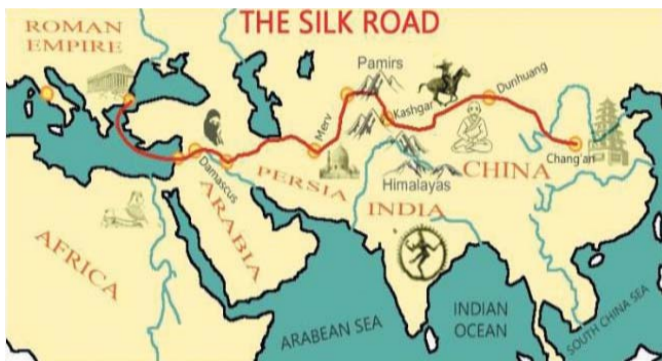 THE SILK ROAD
ROMAN
EMPIRE
Pamirs
Dunhuang
Kashgar
Merv
Chang'an
Damascus
PERSIA
CHINA
Himalayas
INDIA
ARABIA
AFRICA
ARABEAN SEA
INDIAN
OCEAN
SOUTH CHINA SEA